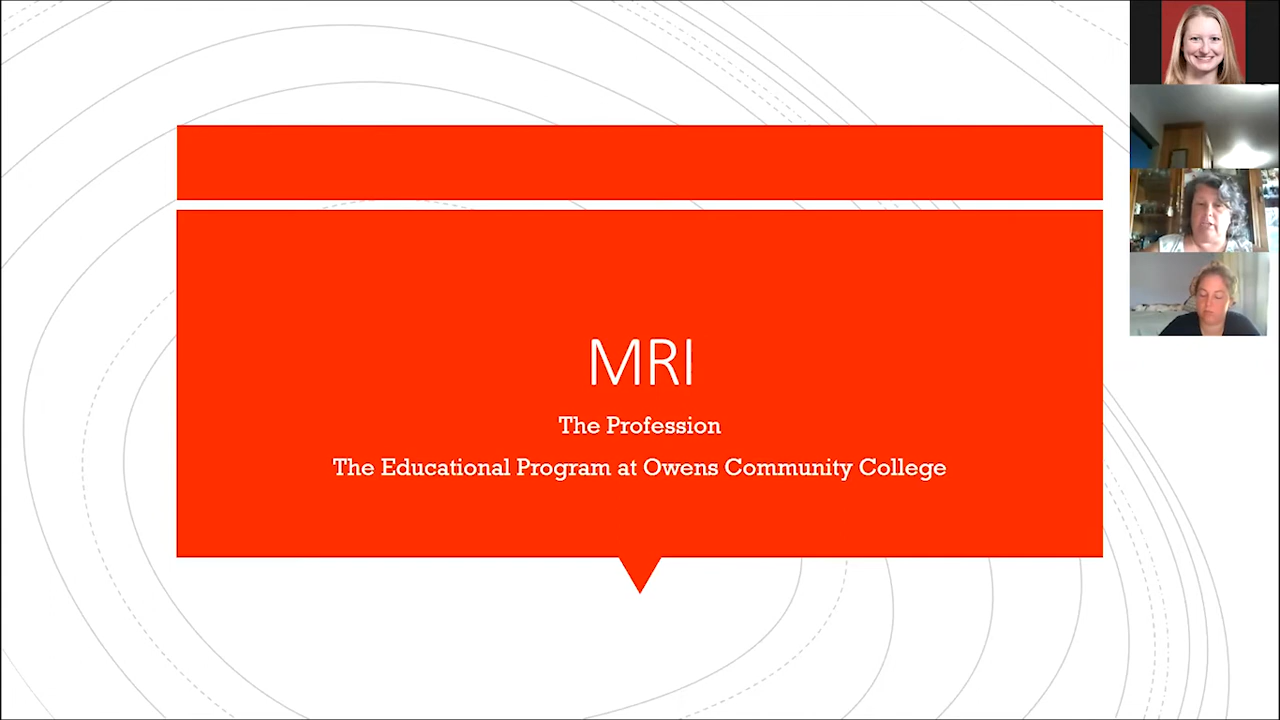 MRI
The Profession
The Educational Program at Owens Community College